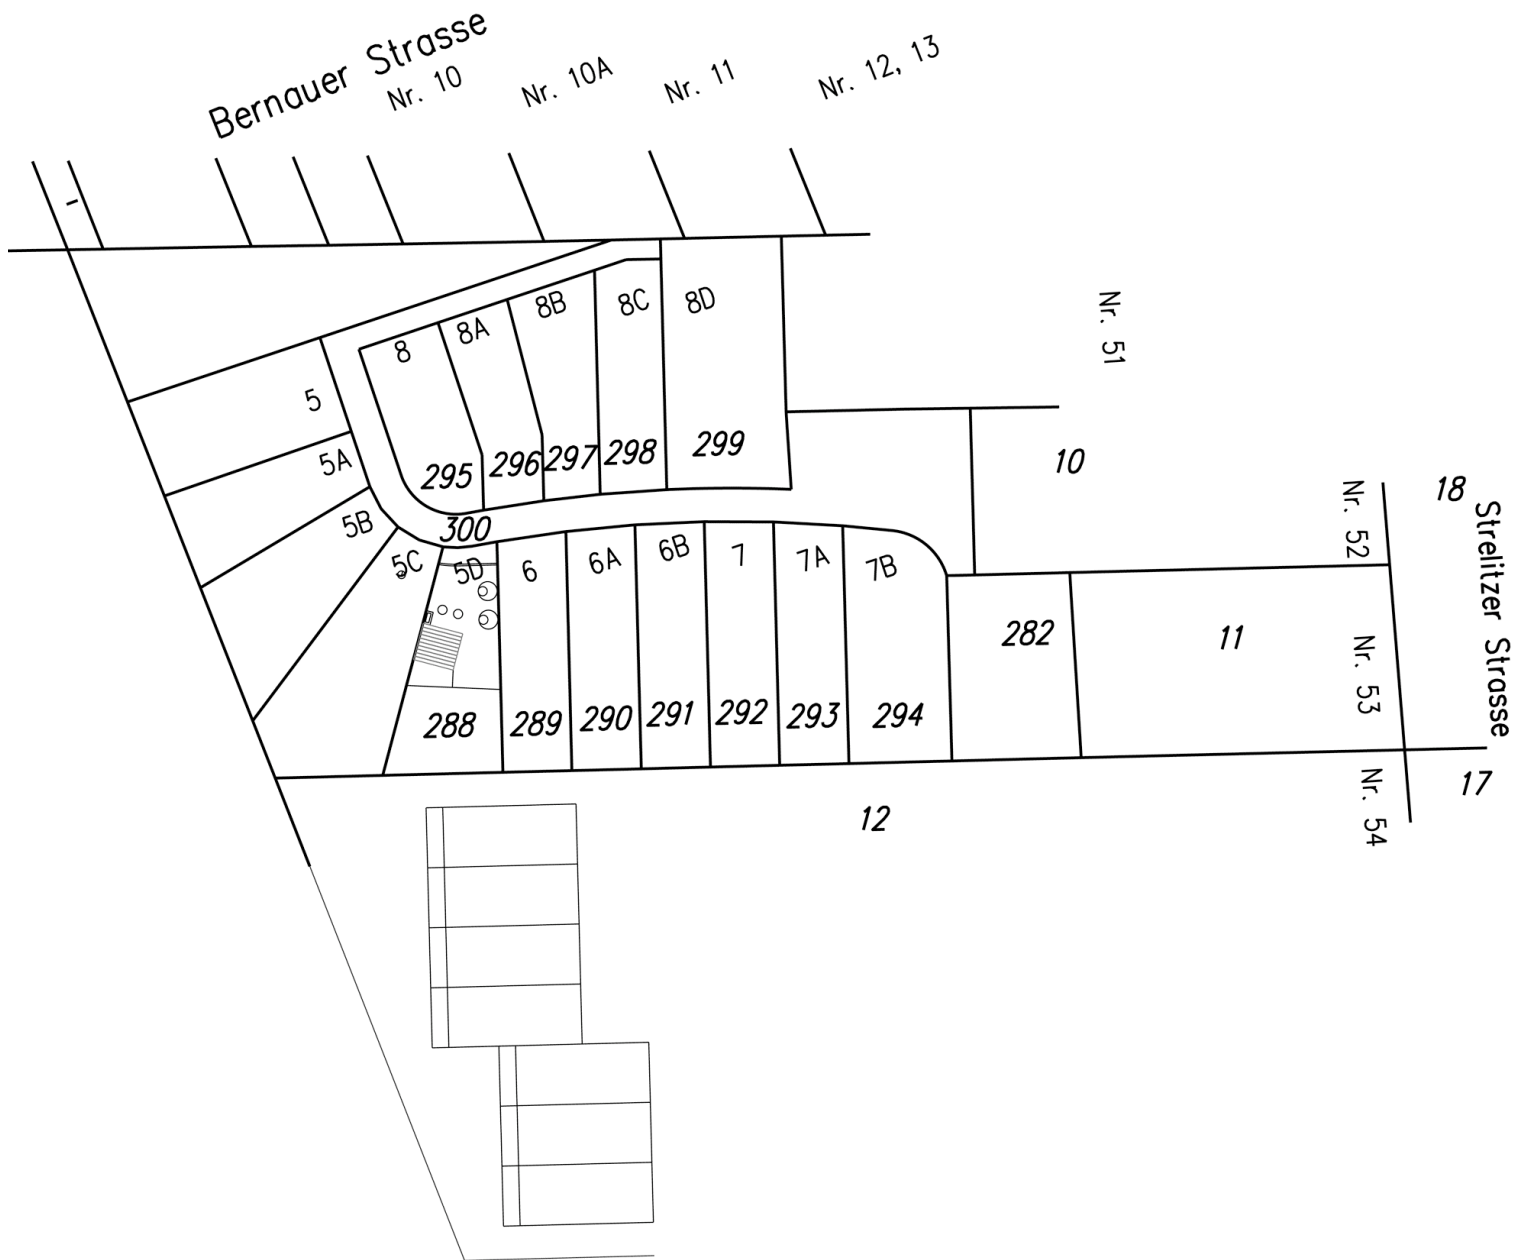 Bernauer Strasse
Nr. 10
Nr. 10A
Nr. 11
Nr. 12, 13
Nr. 51
8
8A
8B
8C
8D
5
5A
5B
5C
5D
295
296
297
298
299
300
10
18
Strelitzer Strasse
Nr. 52
6
6A
6B
7
7A
7B
282
11
Nr. 53
288
289
290
291
292
293
294
12
17
Nr. 54